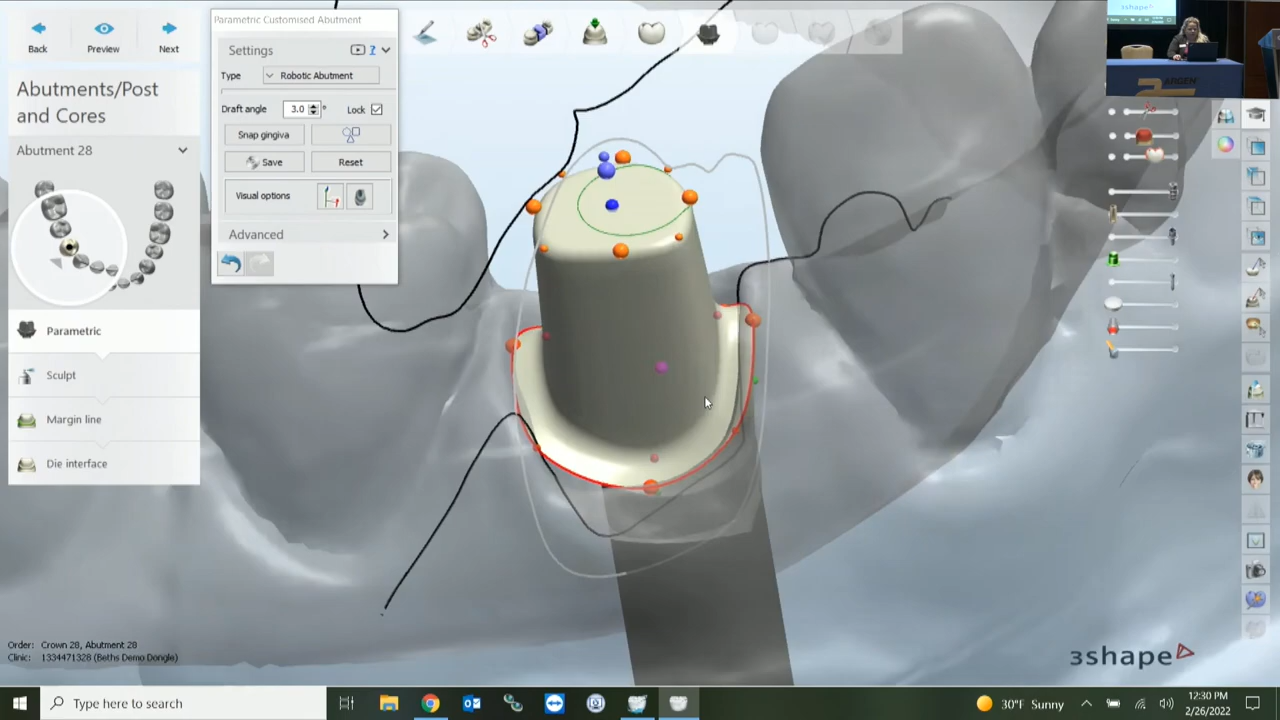 Back
Preview
Next
Abutments/Post
and Cores
Abutment 28
Parametric
Sculpt
Margin line
Die interface
Parametric Customised Abutment
Settings
?
Type
Robotic Abutment
Draft angle
3.0
°
Lock
Snap gingiva
Save
Reset
Visual options
Advanced
3shape
ARGEN
Order: Crown 28, Abutment 28
Clinic: 1334471328 (Beths Demo Dongle)
3shape
Type here to search
30°F Sunny
12:30 PM
2/26/2022